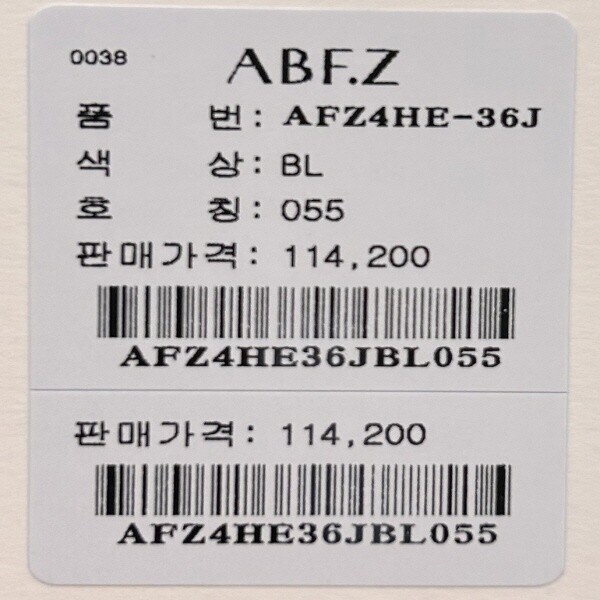 0038 ABF.Z
품 번: AFZ4HE-36J
색 상: BL
호 칭: 055
판매가격: 114,200
AFZ4HE36JBL055
판매가격: 114,200
AFZ4HE36JBL055